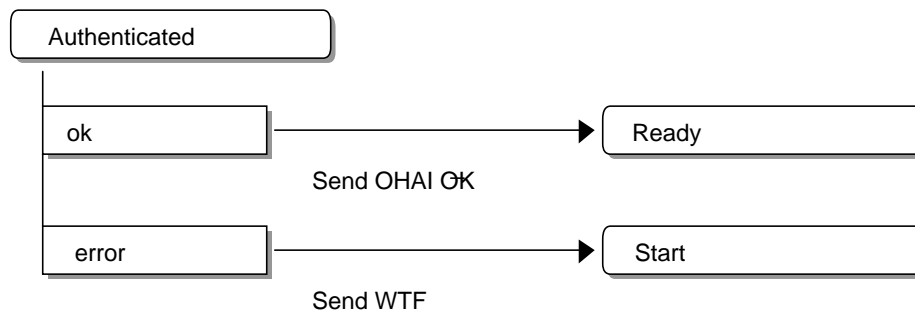 Authenticated
ok
Ready
Send OHAI OK
error
Start
Send WTF